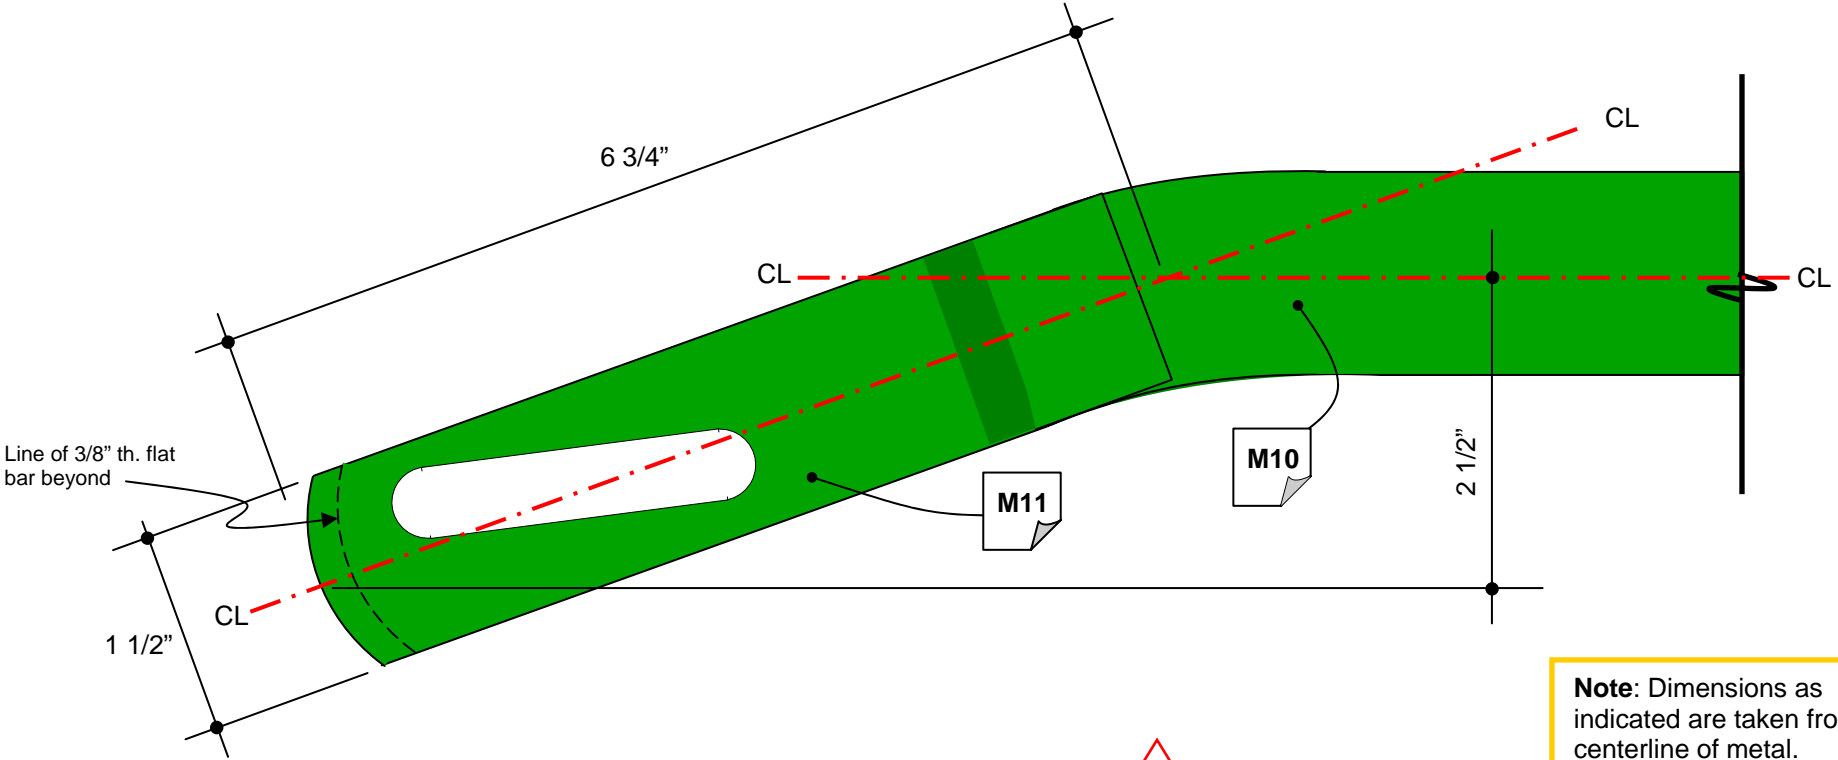 CL
6 3/4”
CL
CL
Line of 3/8” th. flat
bar beyond
M10
2 1/2”
M11
CL
1 1/2”
Note: Dimensions as
indicated are taken
centerline of metal.